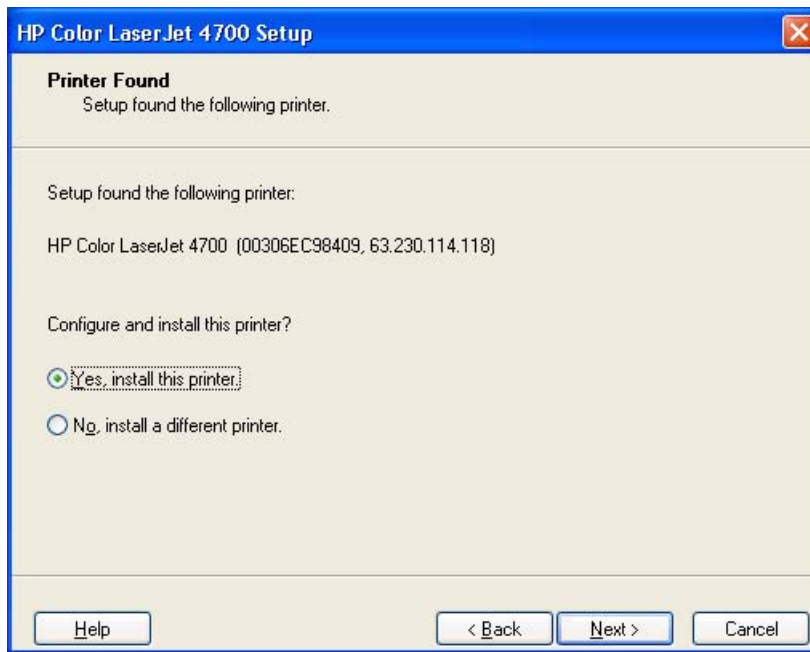 HP Color LaserJet 4700 Setup
Printer Found
Setup found the following printer.
Setup found the following printer:
HP Color LaserJet 4700 (00306EC98409, 63.230.114.118)
Configure and install this printer?
Yes, install this printer.
No, install a different printer.
Help
< Back
Next >
Cancel